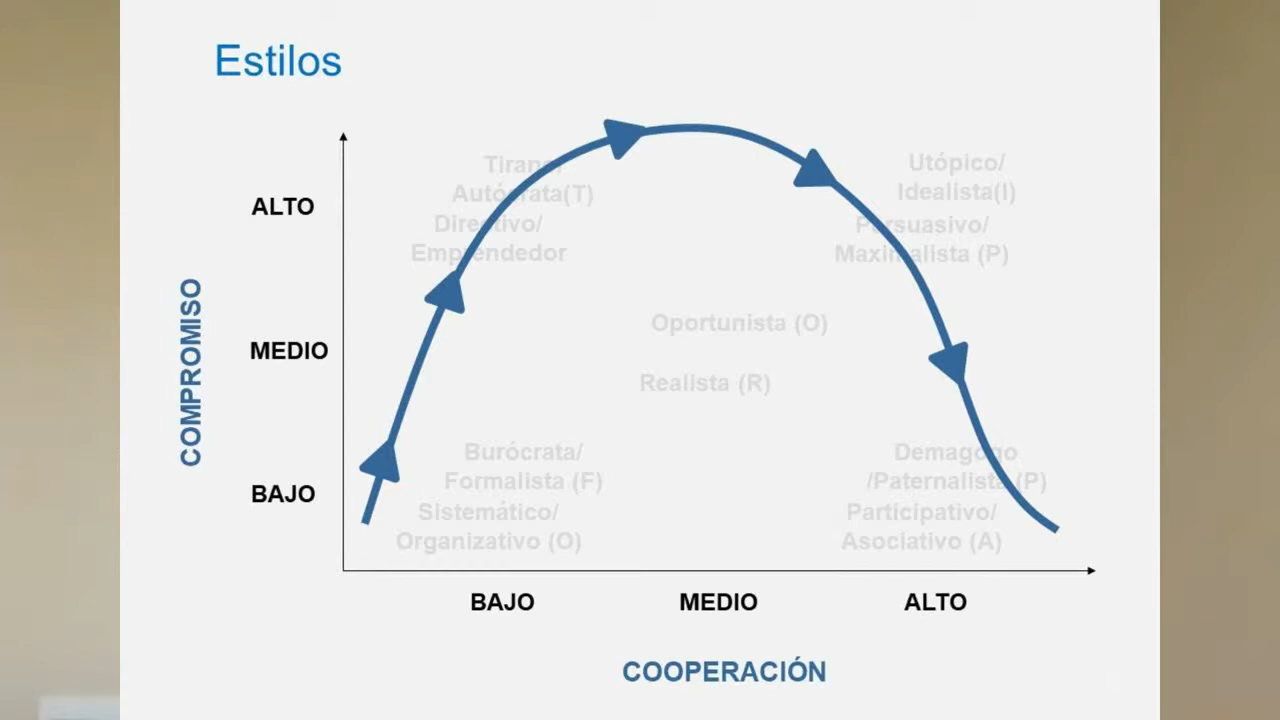 Estilos
Tirano/
Autócrata(T)
Directivo/
Emprendedor
Utópico/
Idealista(I)
Persuasivo/
Maximalista (P)
ALTO
Oportunista (O)
MEDIO
Realista (R)
COMPROMISO
Burócrata/
Formalista (F)
Sistemático/
Organizativo (O)
Demagogo
/Paternalista (P)
Participativo/
Asociativo (A)
BAJO
BAJO
MEDIO
ALTO
COOPERACIÓN